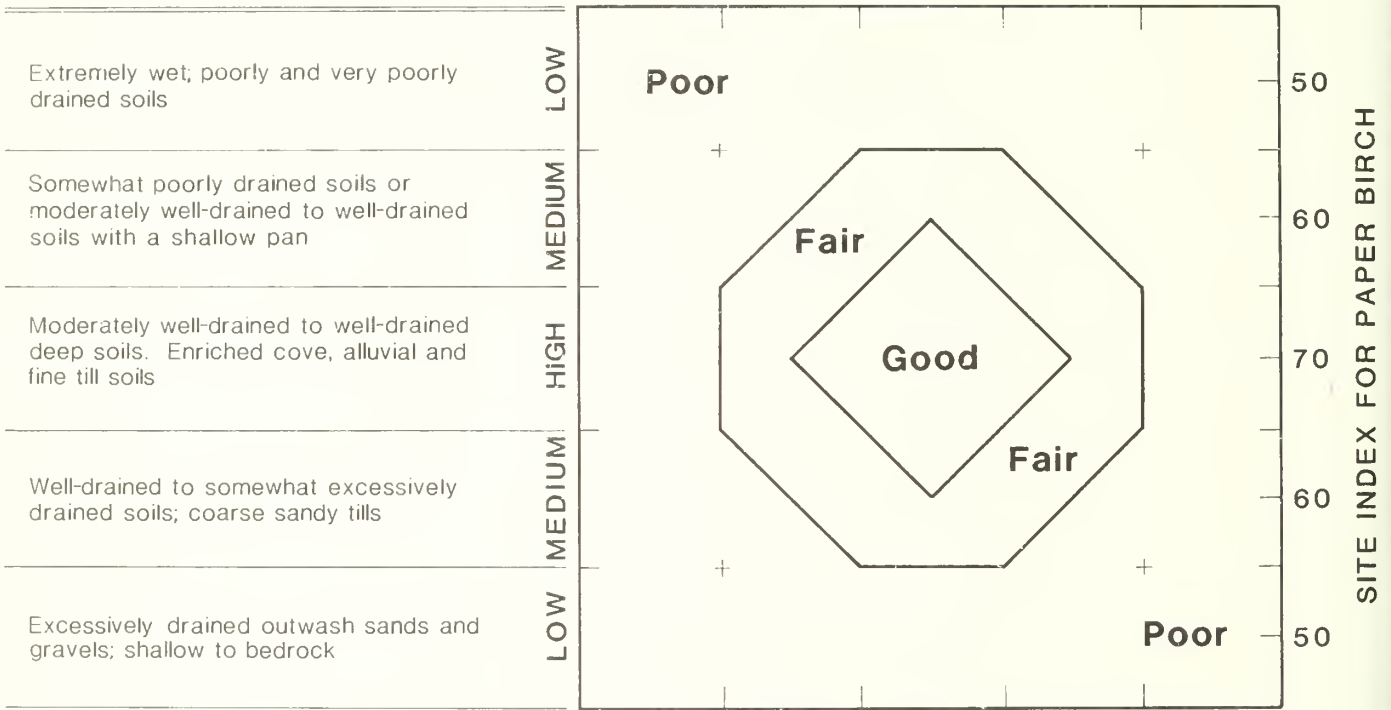 Extremely wet; poorly and very poorly
drained soils
LOW
Somewhat poorly drained soils or
moderately well-drained to well-drained
soils with a shallow pan
MEDIUM
Moderately well-drained to well-drained
deep soils. Enriched cove, alluvial and
fine till soils
HiGH
Well-drained to somewhat excessively
drained soils; coarse sandy tills
MEDIUM
Excessively drained outwash sands and
gravels; shallow to bedrock
LOW
Poor
Fair
Good
Fair
Poor
50
60
70
60
50
SITE INDEX FOR PAPER BIRCH